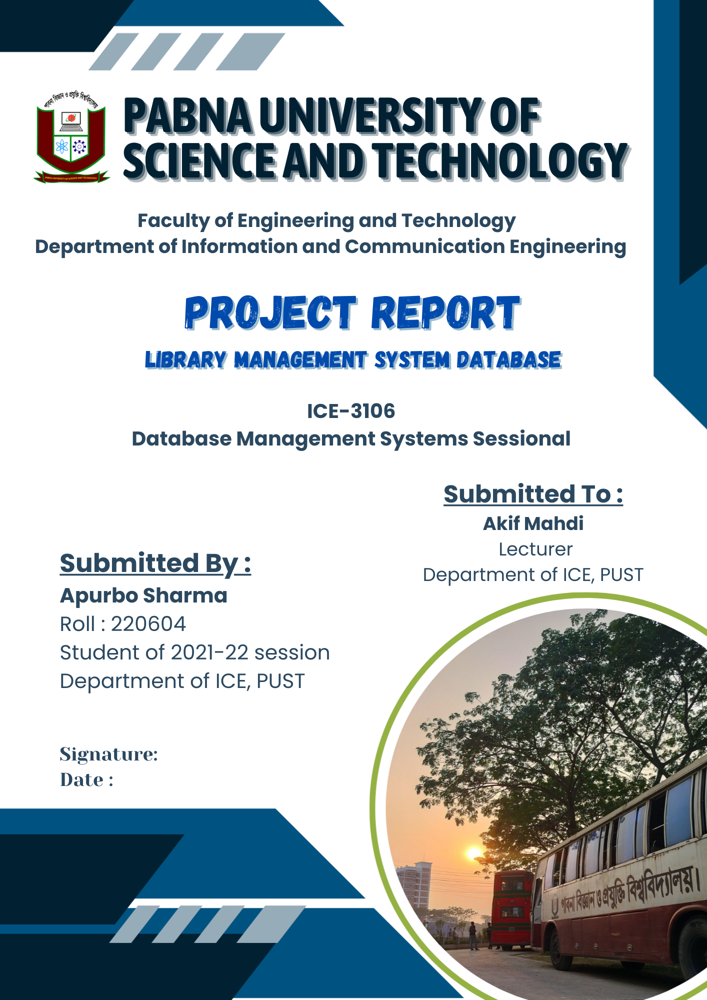 পাবনা বিজ্ঞান ও প্রযুক্তি বিশ্ববিদ্যালয়
PABNA UNIVERSITY OF SCIENCE AND TECHNOLOGY
PABNA UNIVERSITY OF
SCIENCE AND TECHNOLOGY
Faculty of Engineering and Technology
Department of Information and Communication Engineering
PROJECT REPORT
LIBRARY MANAGEMENT SYSTEM DATABASE
ICE-3106
Database Management Systems Sessional
Submitted To :
Akif Mahdi
Lecturer
Department of ICE, PUST
Submitted By :
Apurbo Sharma
Roll : 220604
Student of 2021-22 session
Department of ICE, PUST
Signature:
Date :
পাবনা বিজ্ঞান ও প্রযুক্তি বিশ্ববিদ্যালয়।